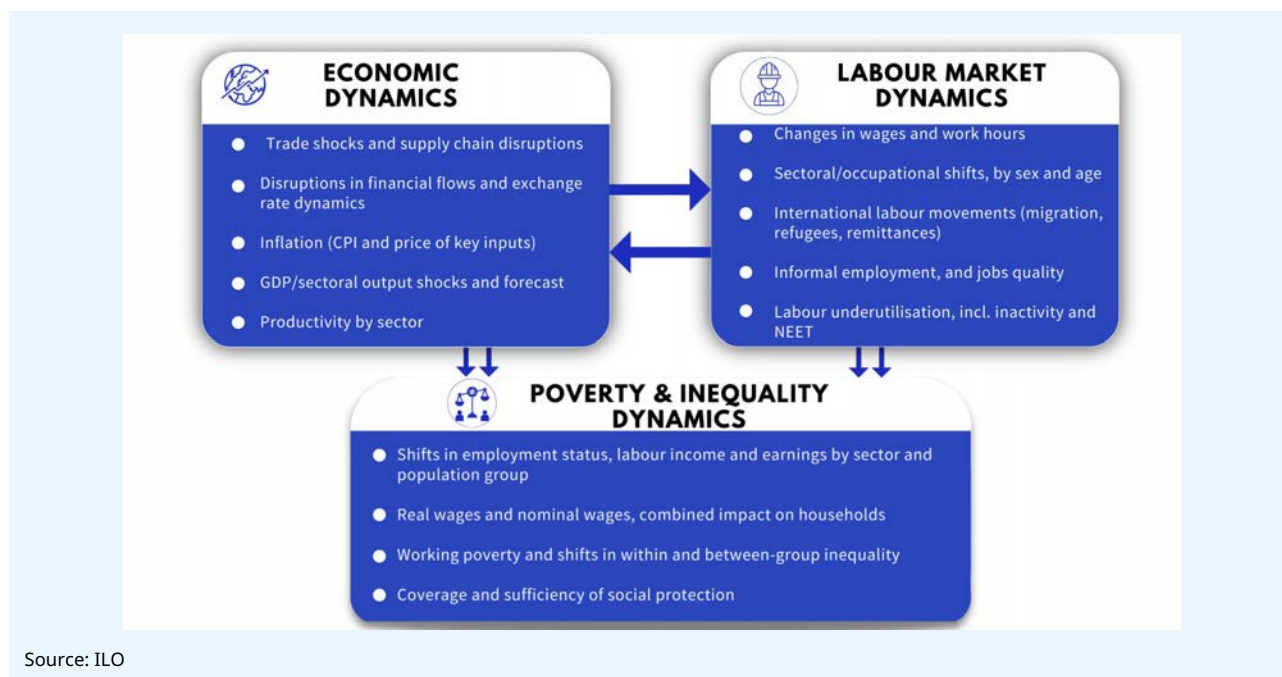 ECONOMIC
DYNAMICS
Trade shocks and supply chain disruptions
Disruptions in financial flows and exchange
rate dynamics
Inflation (CPI and price of key inputs)
GDP/sectoral output shocks and forecast
Productivity by sector
LABOUR MARKET
DYNAMICS
Changes in wages and work hours
Sectoral/occupational shifts, by sex and age
International labour movements (migration,
refugees, remittances)
Informal employment, and jobs quality
Labour underutilisation, incl. inactivity and
NEET
POVERTY & INEQUALITY
DYNAMICS
Shifts in employment status, labour income and earnings by sector and
population group
Real wages and nominal wages, combined impact on households
Working poverty and shifts in within and between-group inequality
Coverage and sufficiency of social protection
Source: ILO